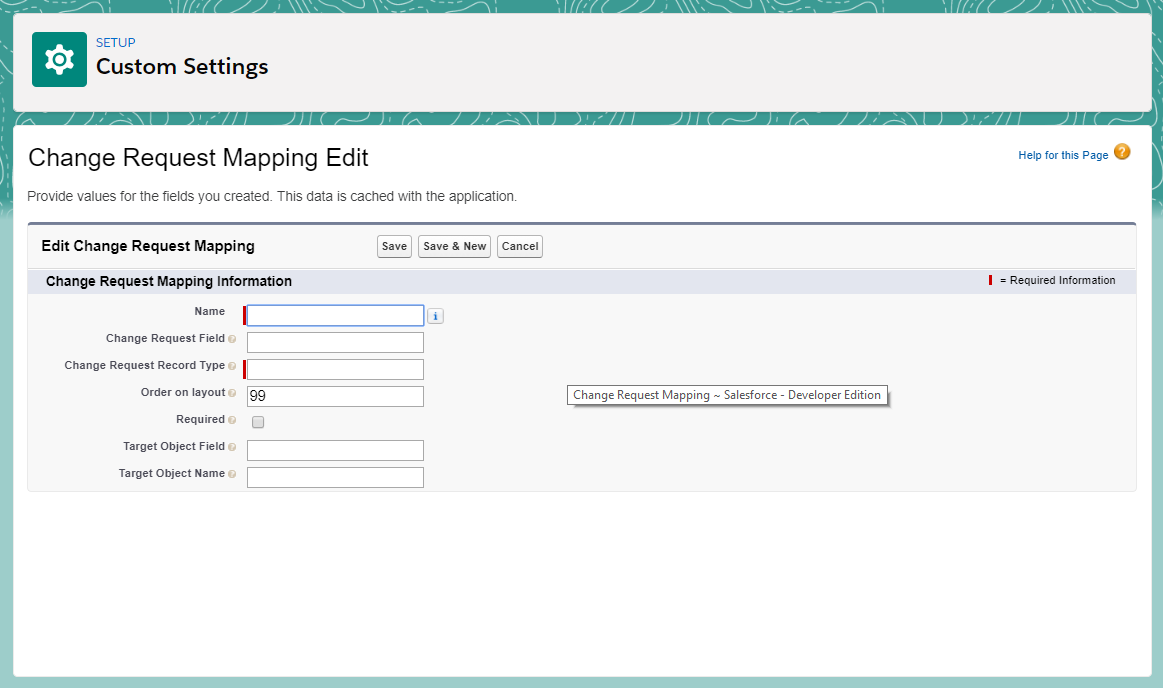 SETUP
Custom Settings
Change Request Mapping Edit
Help for this Page ?
Provide values for the fields you created. This data is cached with the application.
Edit Change Request Mapping Save Save & New Cancel
Change Request Mapping Information = Required Information
Name i
Change Request Field ?
Change Request Record Type ?
Order on layout ? 99
Change Request Mapping ~ Salesforce - Developer Edition
Required ?
Target Object Field ?
Target Object Name ?